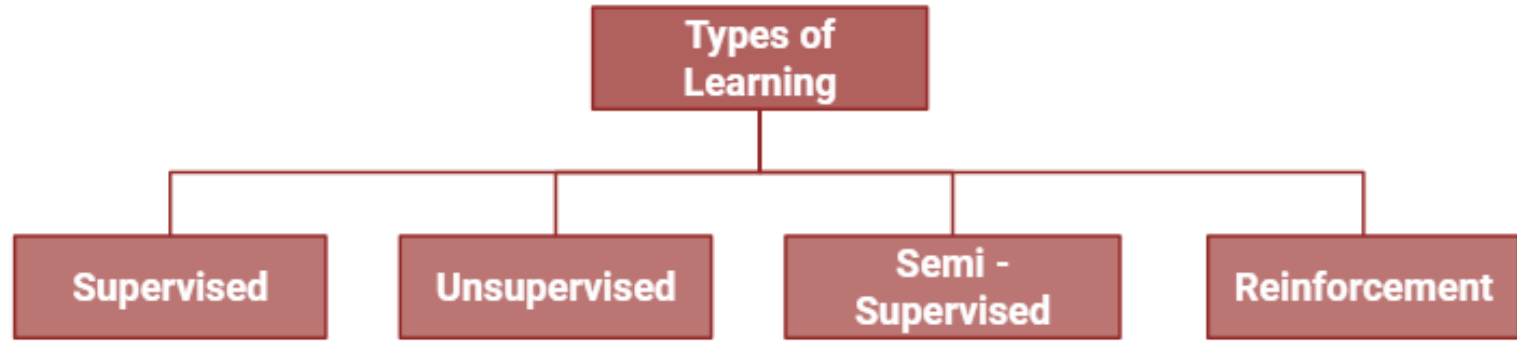 Types of
Learning
Supervised
Unsupervised
Semi -
Supervised
Reinforcement